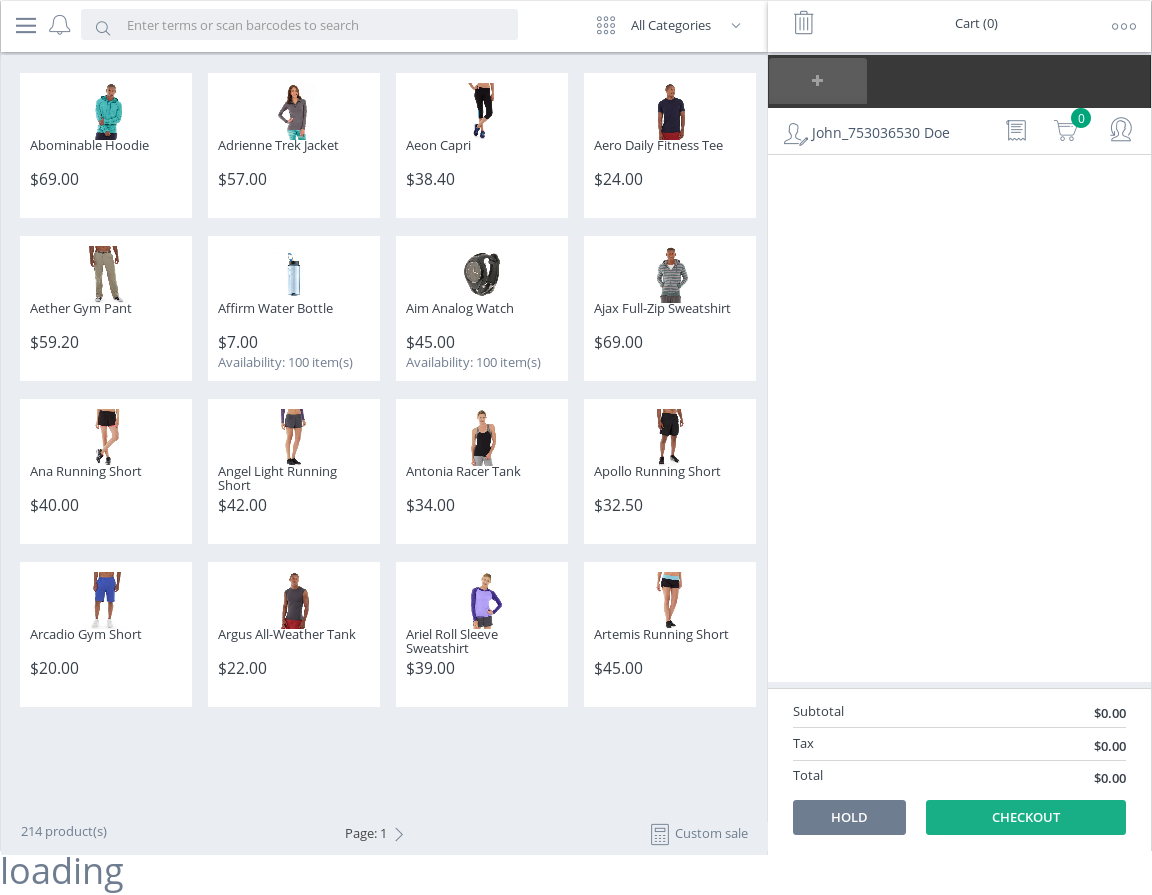 Enter terms or scan barcodes to search
All Categories
Cart (0)
+
John_753036530 Doe
0
Abominable Hoodie
$69.00
Adrienne Trek Jacket
$57.00
Aeon Capri
$38.40
Aero Daily Fitness Tee
$24.00
Aether Gym Pant
$59.20
Affirm Water Bottle
$7.00
Availability: 100 item(s)
Aim Analog Watch
$45.00
Availability: 100 item(s)
Ajax Full-Zip Sweatshirt
$69.00
Ana Running Short
$40.00
Angel Light Running
Short
$42.00
Antonia Racer Tank
$34.00
Apollo Running Short
$32.50
Arcadio Gym Short
$20.00
Argus All-Weather Tank
$22.00
Ariel Roll Sleeve
Sweatshirt
$39.00
Artemis Running Short
$45.00
Subtotal $0.00
Tax $0.00
Total $0.00
HOLD
CHECKOUT
214 product(s)
Page: 1
Custom sale
loading